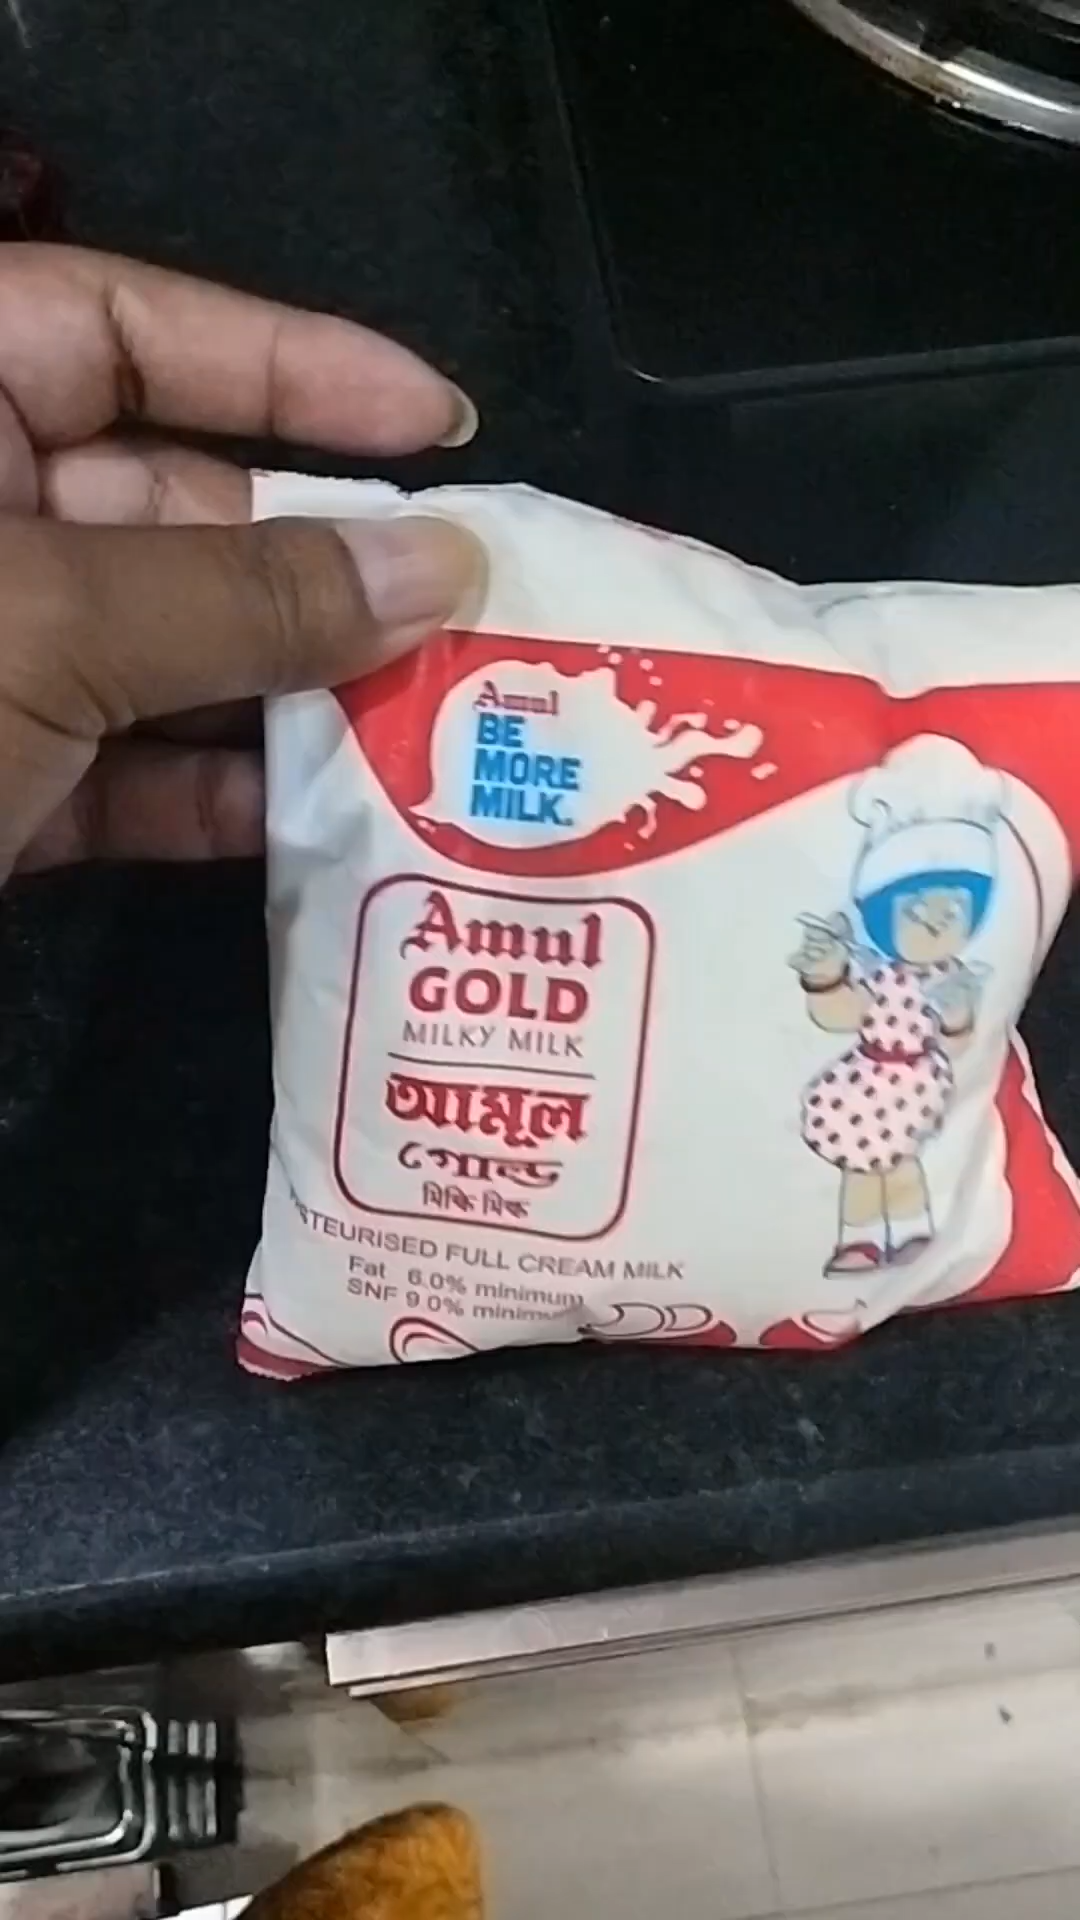 Amul
BE
MORE
MILK.
Amul
GOLD
MILKY MILK
আমূল
গোল্ড
মিল্কি মিল্ক
TEURISED FULL CREAM MILK
Fat 6.0% minimum
SNF 9.0% minimum